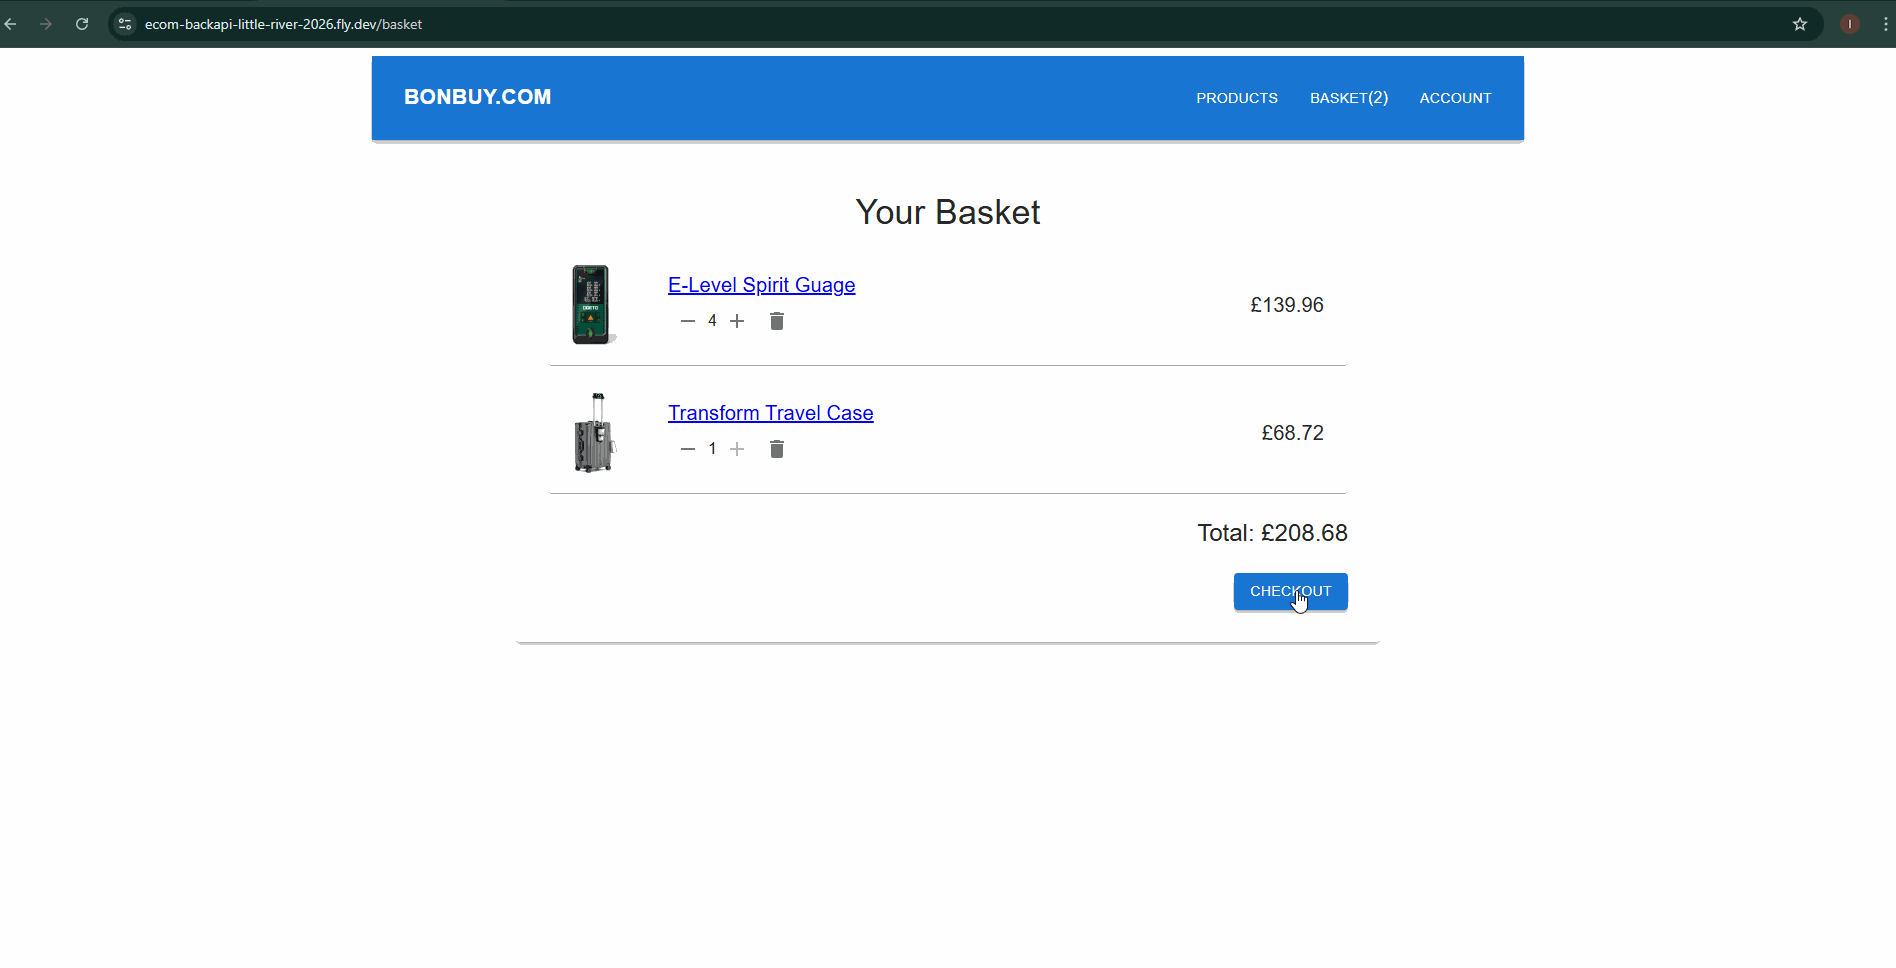 ecom-backapi-little-river-2026.fly.dev/basket
I
BONBUY.COM
PRODUCTS
BASKET(2)
ACCOUNT
Your Basket
E-Level Spirit Guage
4
£139.96
Transform Travel Case
1
£68.72
Total: £208.68
CHECKOUT